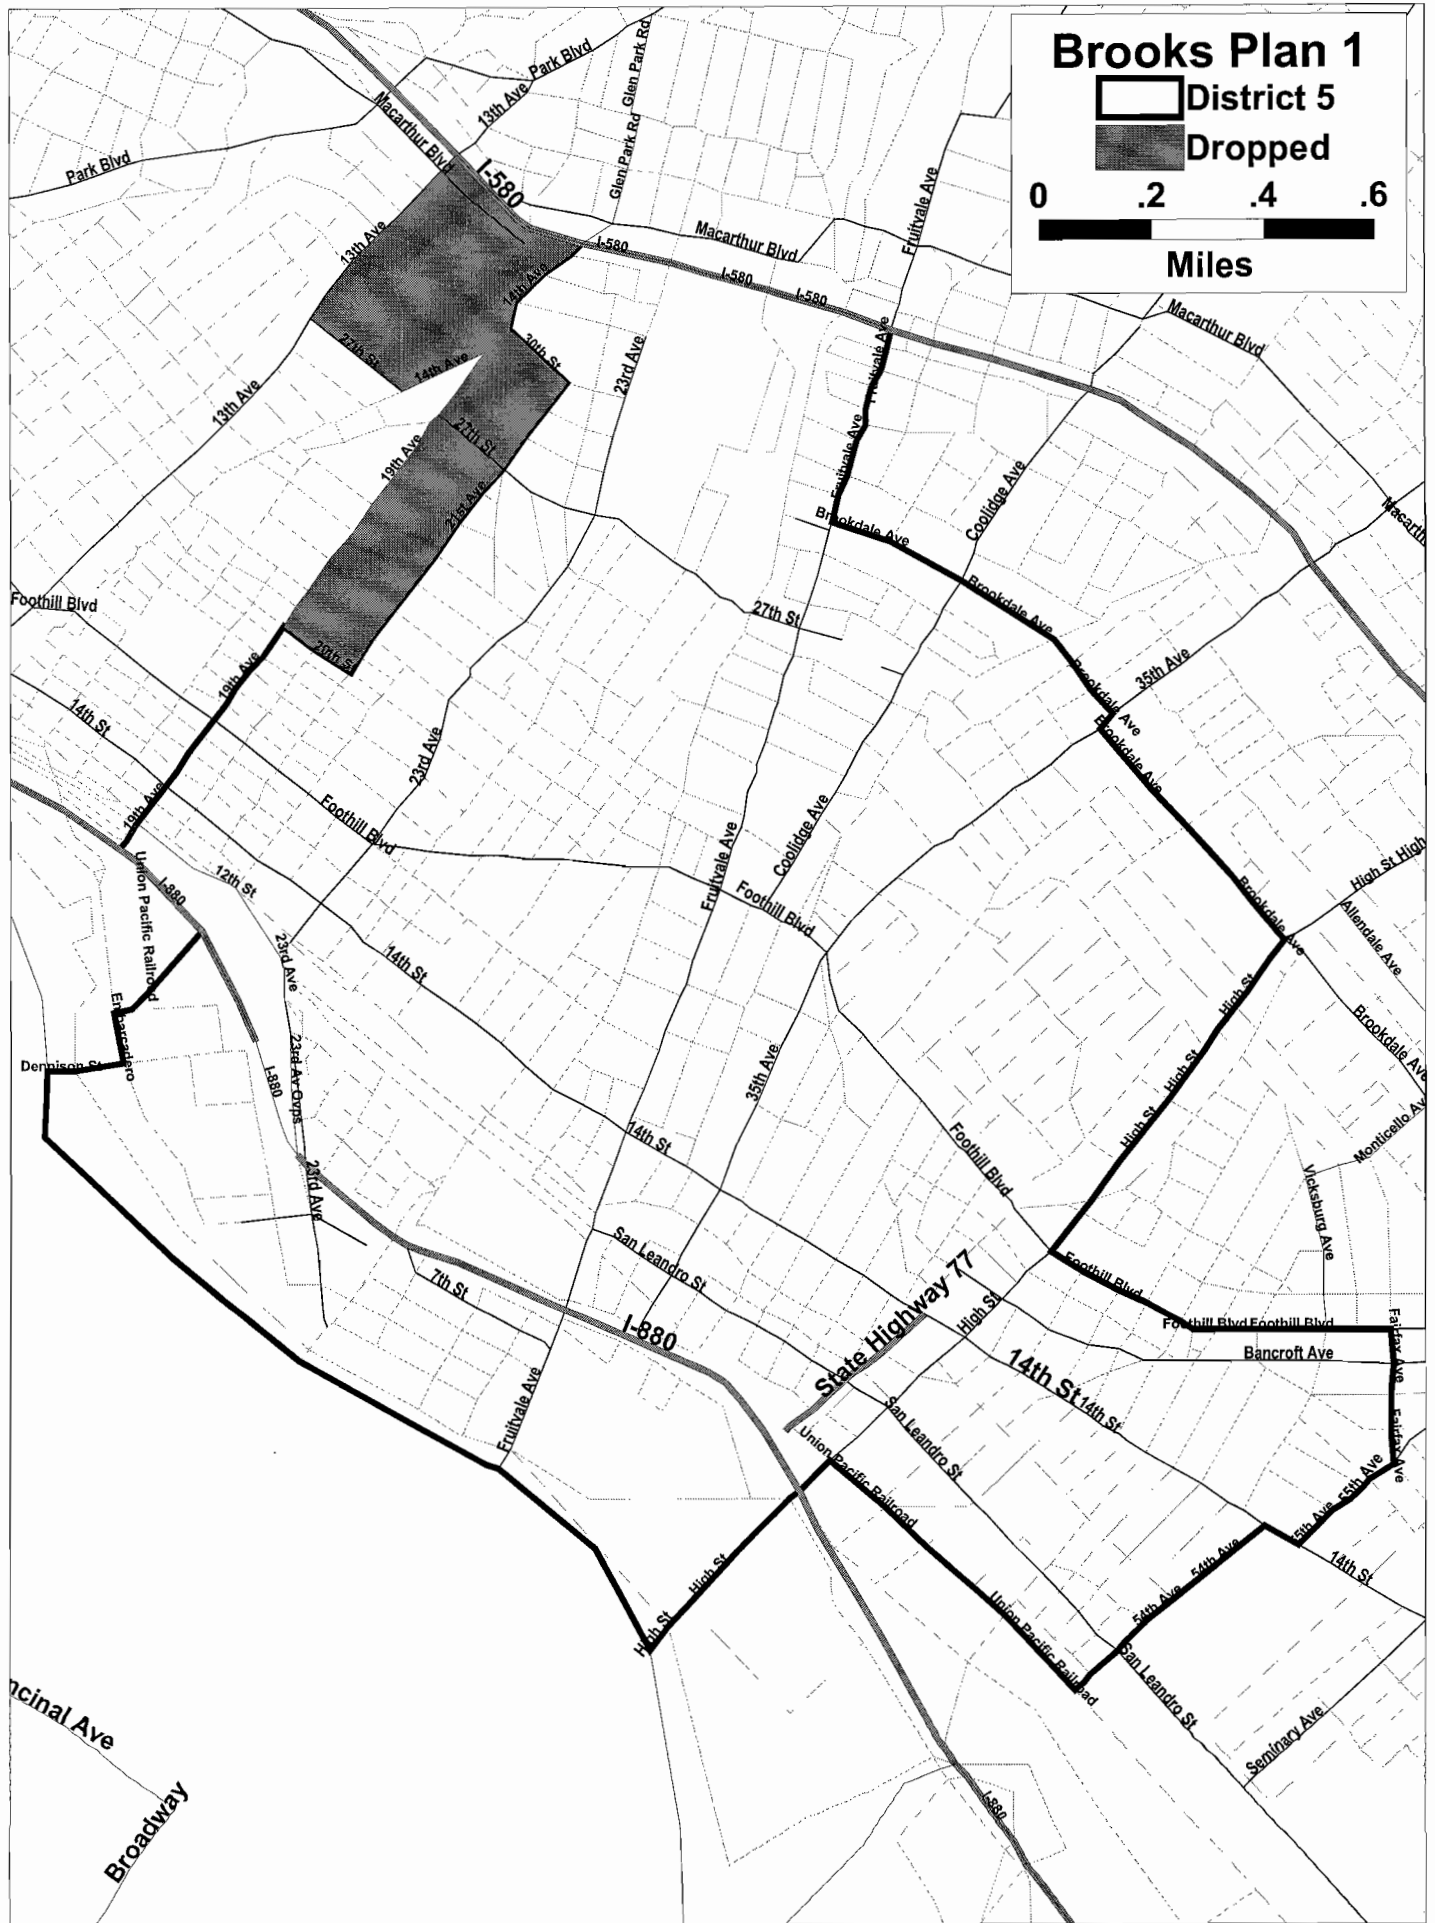 Brooks Plan 1
District 5
Dropped
0 .2 .4 .6
Miles
Park Blvd
Glen Park Rd
13th Ave
Macarthur Blvd
Glen Park Rd
Park Blvd
I-580
Fruitvale Ave
13th Ave
I-580
Macarthur Blvd
I-580
I-580
14th Ave
Macarthur Blvd
27th St
14th Ave
30th St
23rd Ave
Fruitvale Ave
13th Ave
19th Ave
27th St
Fruitvale Ave
21st Ave
Coolidge Ave
Macarth
Brookdale Ave
Foothill Blvd
Brookdale Ave
27th St
20th St
19th Ave
35th Ave
Brookdale Ave
14th St
23rd Ave
Brookdale Ave
19th Ave
Foothill Blvd
Coolidge Ave
Fruitvale Ave
High St High
Union Pacific Railroad
I-880
12th St
Foothill Blvd
Brookdale Ave
Allendale Ave
23rd Ave
14th St
High St
Embarcadero
Brookdale Ave
Dennison St
I-880
23rd Av Ovps
35th Ave
High St
High St
14th St
Foothill Blvd
Monticello Av
23rd Ave
Vicksburg Ave
San Leandro St
7th St
Foothill Blvd
State Highway 77
High St
I-880
Foothill Blvd Foothill Blvd
Fairfax Ave
Bancroft Ave
14th St
14th St
Fruitvale Ave
San Leandro St
Fairfax Ave
Union Pacific Railroad
55th Ave
55th Ave
High St
54th Ave
14th St
54th Ave
Union Pacific Railroad
High St
San Leandro St
ncinal Ave
Seminary Ave
Broadway
I-880